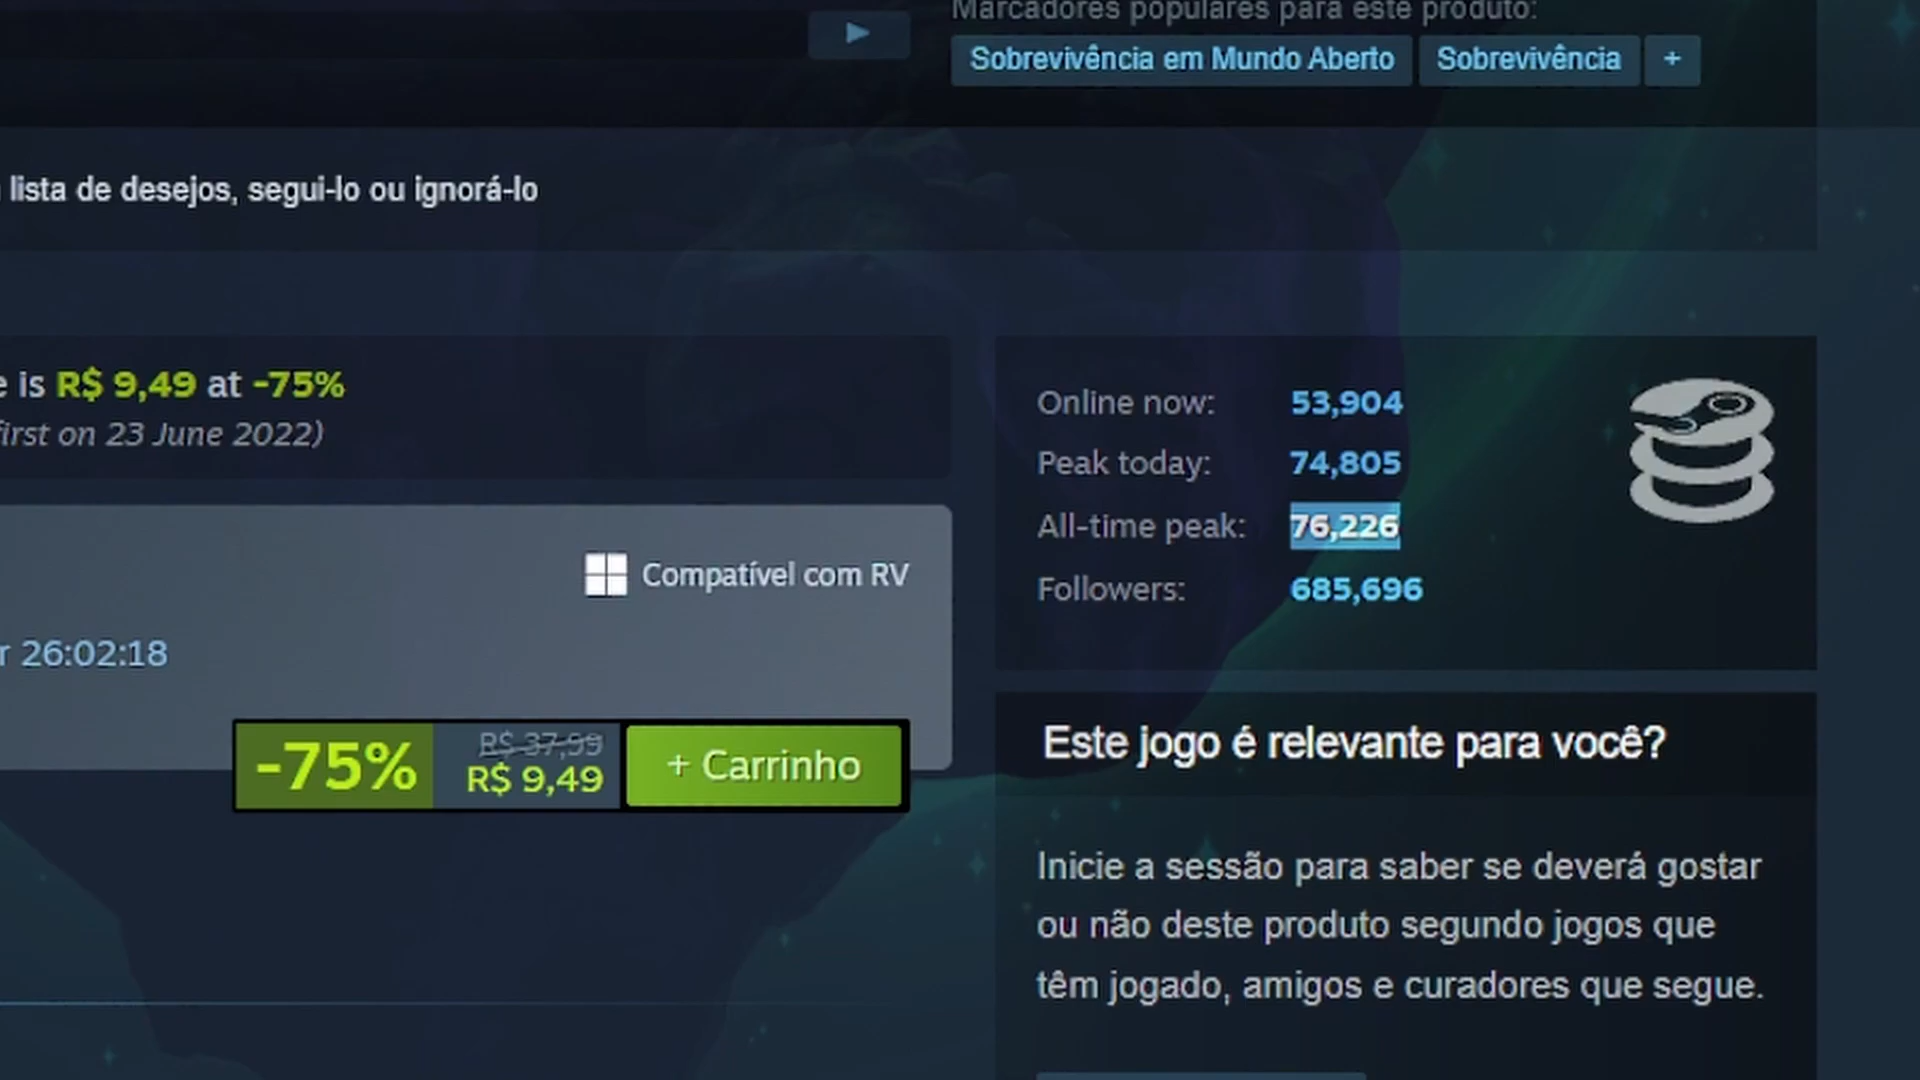 Marcadores populares para este produto:
Sobrevivência em Mundo Aberto Sobrevivência +
lista de desejos, segui-lo ou ignorá-lo
is R$ 9,49 at -75%
first on 23 June 2022)
Online now: 53,904
Peak today: 74,805
All-time peak: 76,226
Followers: 685,696
Compatível com RV
26:02:18
-75% R$ 37,99 R$ 9,49 + Carrinho
Este jogo é relevante para você?
Inicie a sessão para saber se deverá gostar
ou não deste produto segundo jogos que
têm jogado, amigos e curadores que segue.